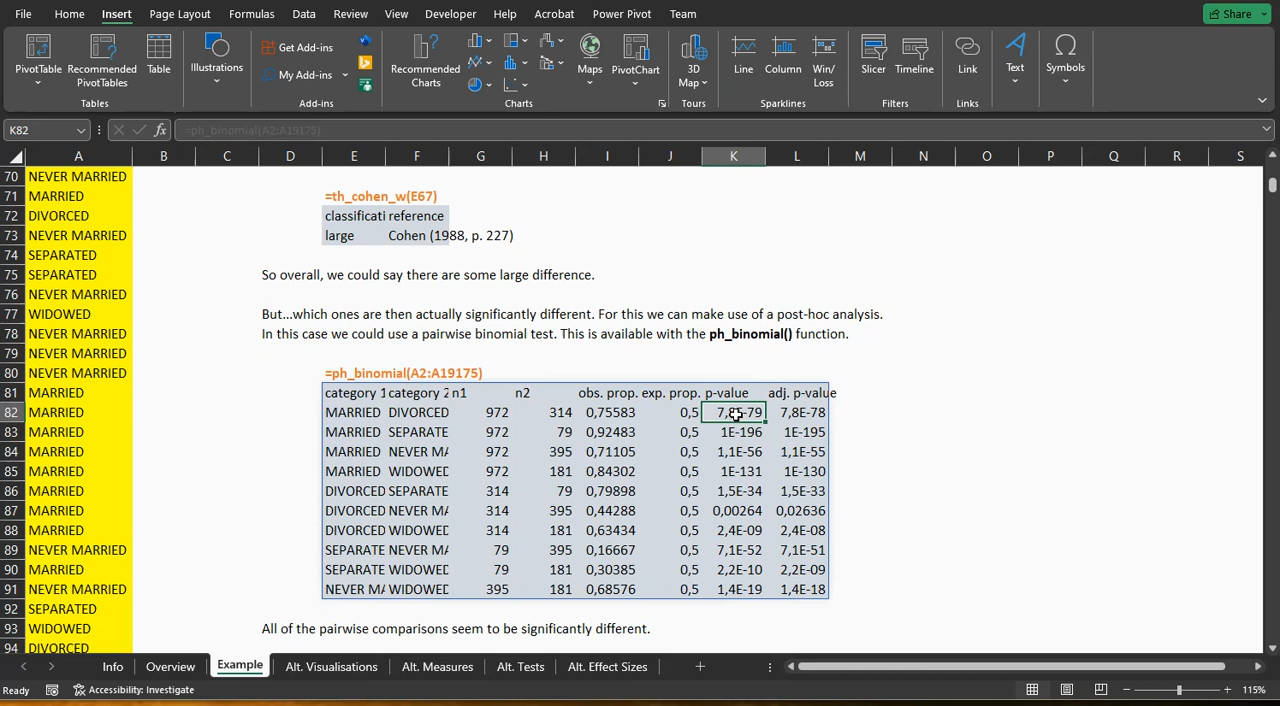 File Home Insert Page Layout Formulas Data Review View Developer Help Acrobat Power Pivot Team Share
PivotTable Recommended PivotTables Table Illustrations Get Add-ins My Add-ins Recommended Charts Maps PivotChart 3D Map Line Column Win/Loss Slicer Timeline Link Text Symbols
Tables Add-ins Charts Tours Sparklines Filters Links
K82 fx =ph_binomial(A2:A19175)
A B C D E F G H I J K L M N O P Q R S
70 NEVER MARRIED
71 MARRIED =th_cohen_w(E67)
72 DIVORCED classificati reference
73 NEVER MARRIED large Cohen (1988, p. 227)
74 SEPARATED
75 SEPARATED So overall, we could say there are some large difference.
76 NEVER MARRIED
77 WIDOWED But...which ones are then actually significantly different. For this we can make use of a post-hoc analysis.
78 NEVER MARRIED In this case we could use a pairwise binomial test. This is available with the ph_binomial() function.
79 NEVER MARRIED
80 NEVER MARRIED =ph_binomial(A2:A19175)
81 MARRIED category 1 category 2 n1 n2 obs. prop. exp. prop. p-value adj. p-value
82 MARRIED MARRIED DIVORCED 972 314 0,75583 0,5 7,8E-79 7,8E-78
83 MARRIED MARRIED SEPARATE 972 79 0,92483 0,5 1E-196 1E-195
84 MARRIED MARRIED NEVER MA 972 395 0,71105 0,5 1,1E-56 1,1E-55
85 MARRIED MARRIED WIDOWED 972 181 0,84302 0,5 1E-131 1E-130
86 MARRIED DIVORCED SEPARATE 314 79 0,79898 0,5 1,5E-34 1,5E-33
87 MARRIED DIVORCED NEVER MA 314 395 0,44288 0,5 0,00264 0,02636
88 MARRIED DIVORCED WIDOWED 314 181 0,63434 0,5 2,4E-09 2,4E-08
89 NEVER MARRIED SEPARATE NEVER MA 79 395 0,16667 0,5 7,1E-52 7,1E-51
90 MARRIED SEPARATE WIDOWED 79 181 0,30385 0,5 2,2E-10 2,2E-09
91 NEVER MARRIED NEVER MA WIDOWED 395 181 0,68576 0,5 1,4E-19 1,4E-18
92 SEPARATED
93 WIDOWED All of the pairwise comparisons seem to be significantly different.
94 DIVORCED
Info Overview Example Alt. Visualisations Alt. Measures Alt. Tests Alt. Effect Sizes
Ready Accessibility: Investigate 115%